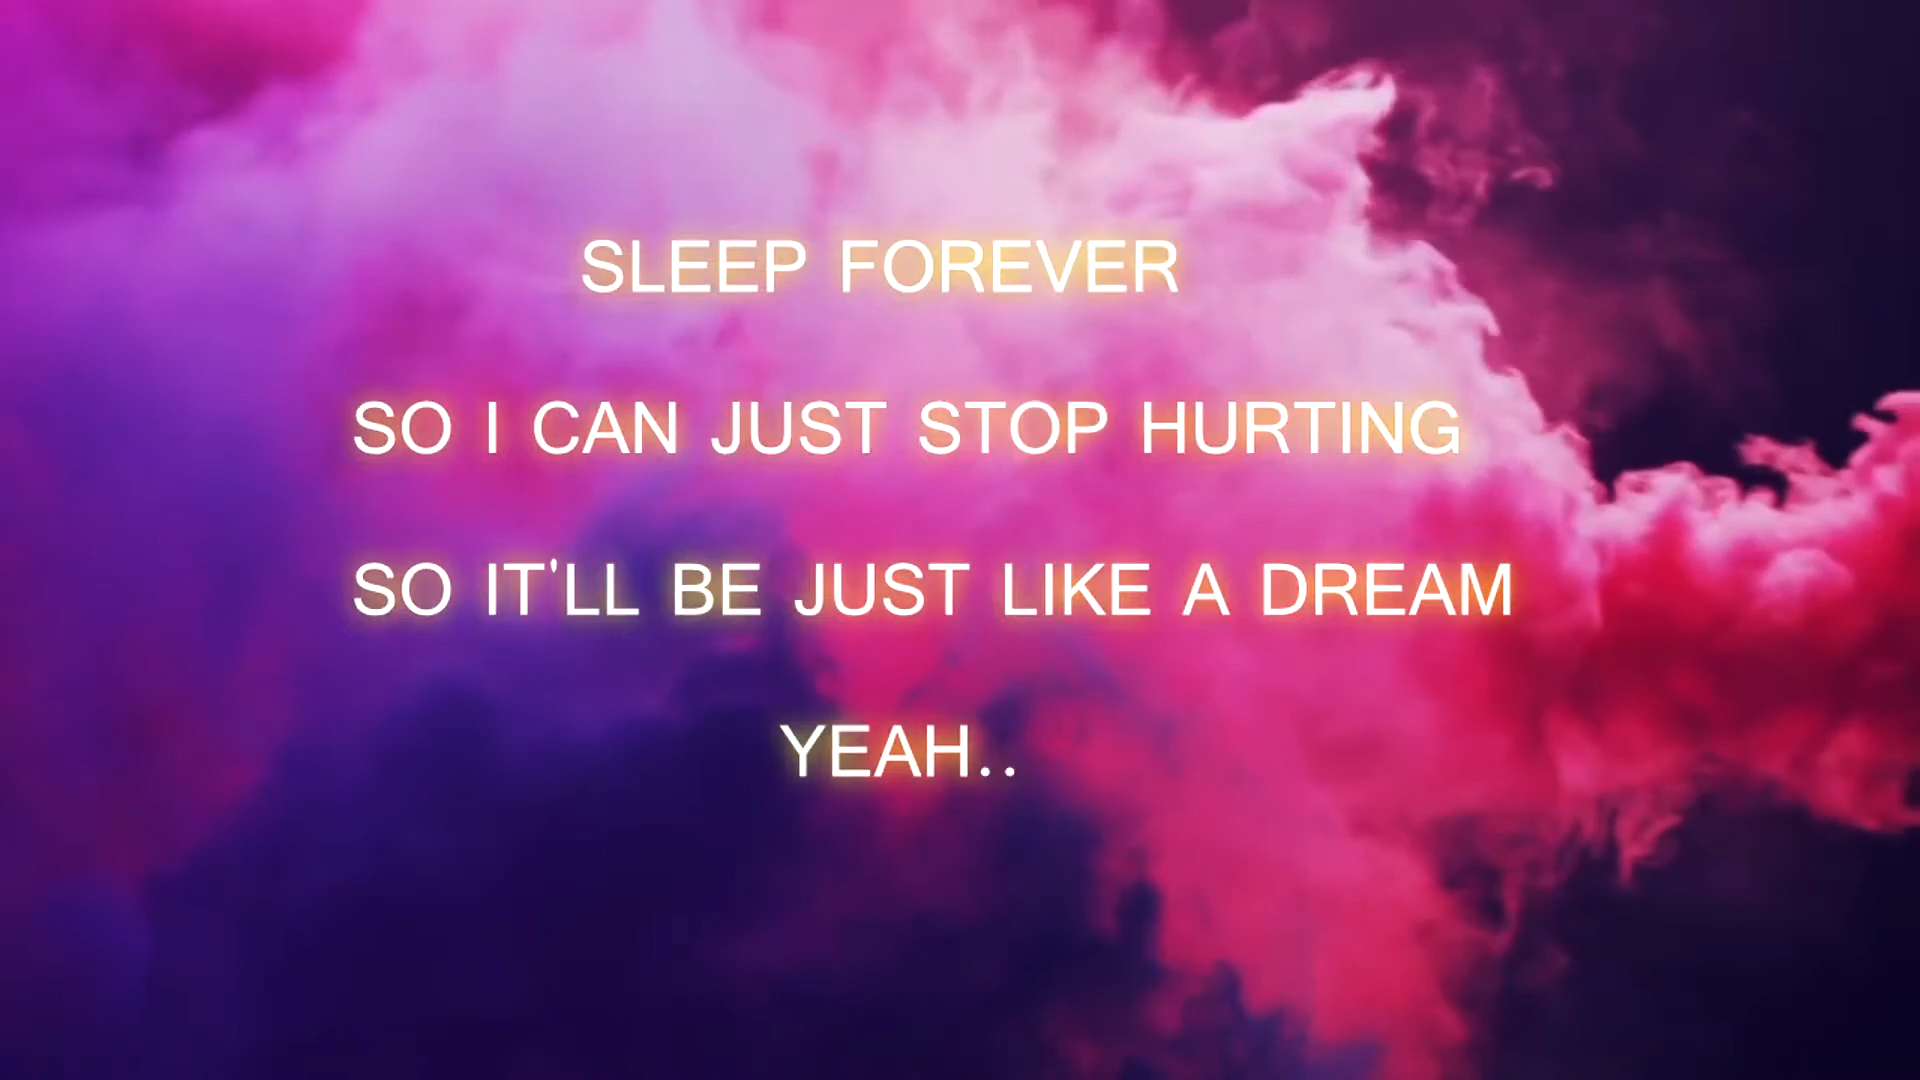 SLEEP FOREVER
SO I CAN JUST STOP HURTING
SO IT'LL BE JUST LIKE A DREAM
YEAH..